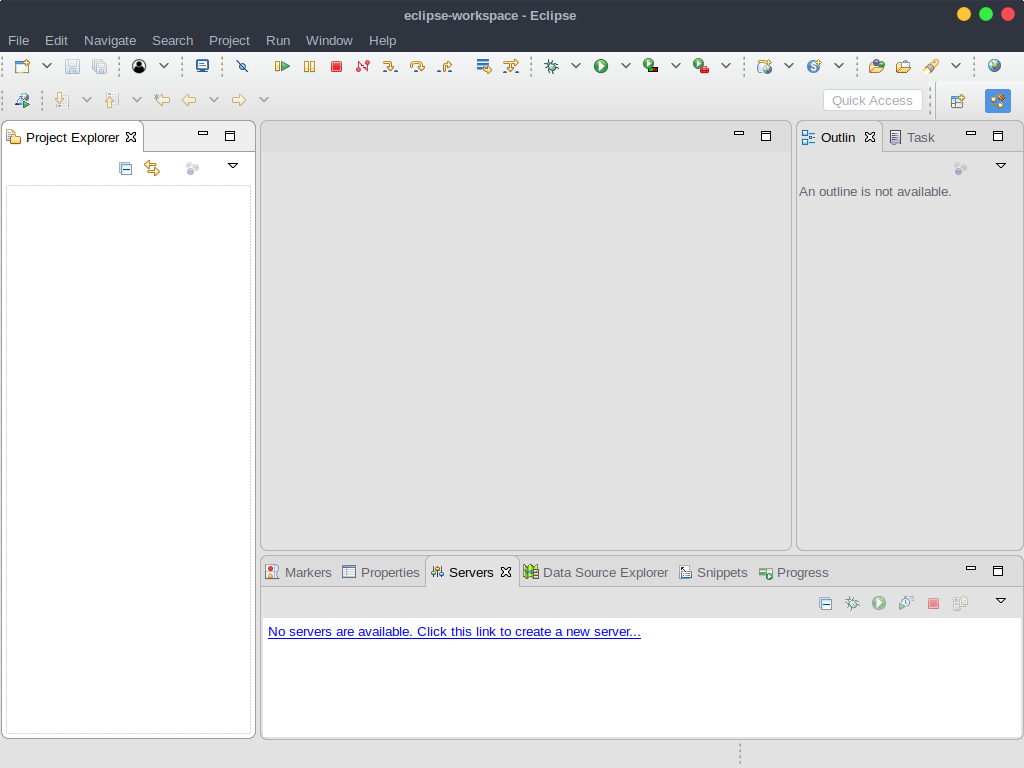 eclipse-workspace - Eclipse
File Edit Navigate Search Project Run Window Help
Quick Access
Project Explorer
Outlin Task
An outline is not available.
Markers Properties Servers Data Source Explorer Snippets Progress
No servers are available. Click this link to create a new server...